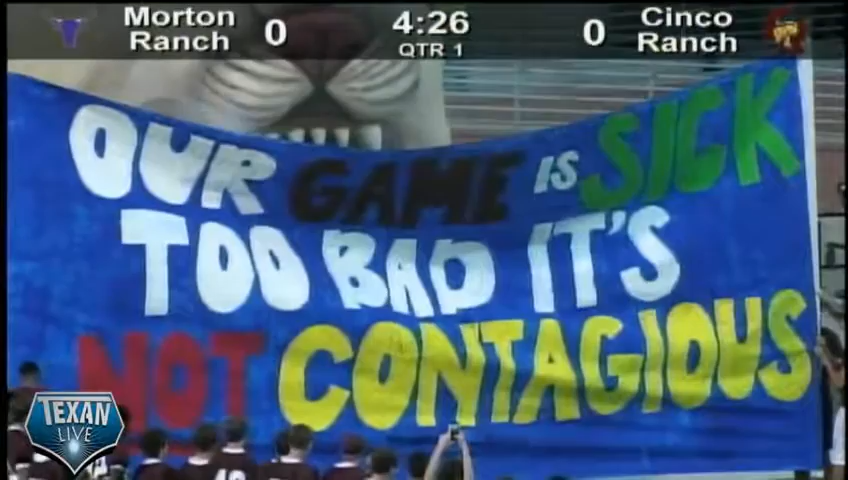 Morton Ranch 0 4:26 QTR 1 0 Cinco Ranch
OUR GAME IS SICK
TOO BAD IT'S
NOT CONTAGIOUS
TEXAN
LIVE